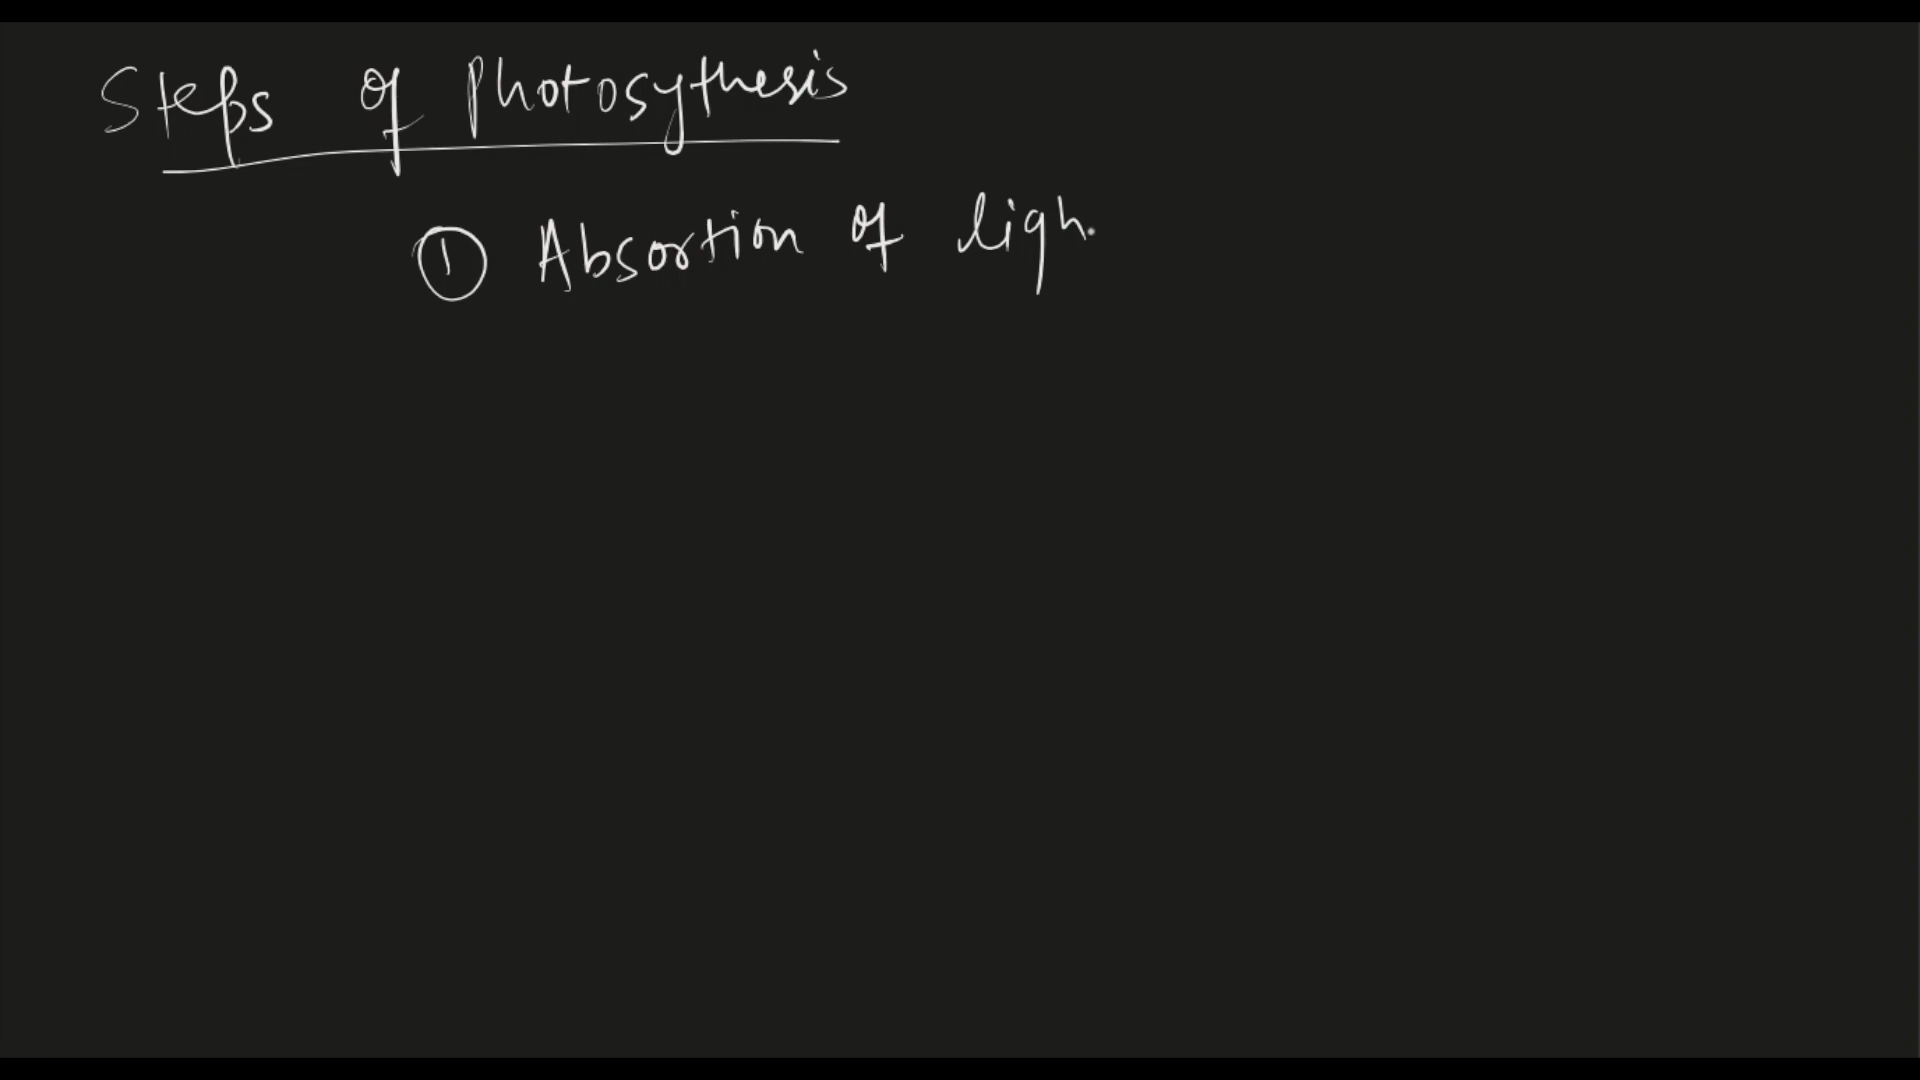 Steps of Photosythesis
① Absortion of ligh.